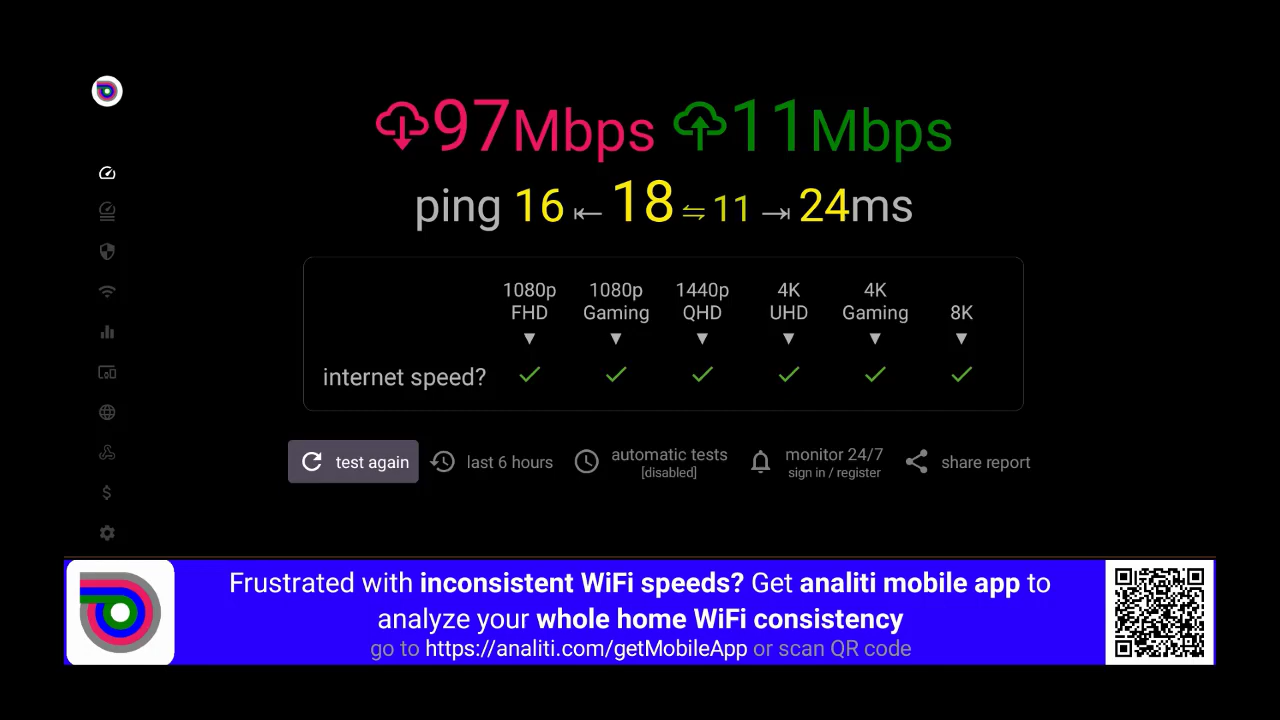 97Mbps 11Mbps
ping 16 18 11 24ms
1080p FHD
1080p Gaming
1440p QHD
4K UHD
4K Gaming
8K
internet speed?
test again
last 6 hours
automatic tests
[disabled]
monitor 24/7
sign in / register
share report
Frustrated with inconsistent WiFi speeds? Get analiti mobile app to
analyze your whole home WiFi consistency
go to https://analiti.com/getMobileApp or scan QR code